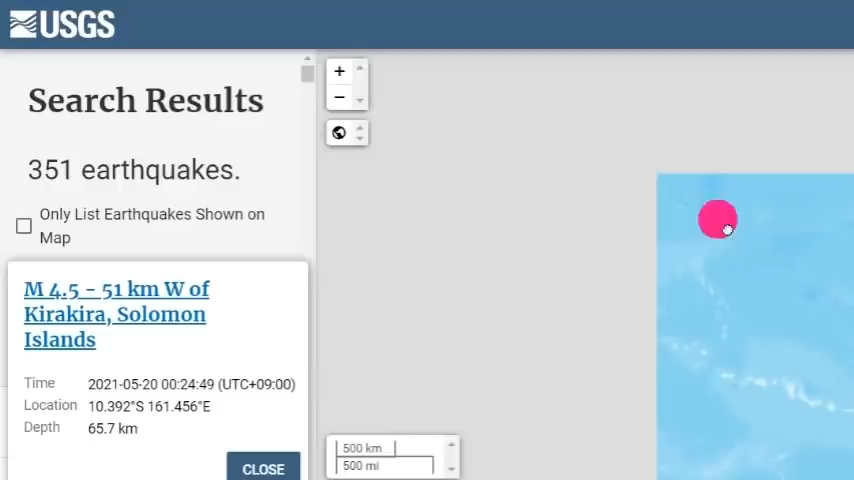 USGS
Search Results
351 earthquakes.
Only List Earthquakes Shown on
Map
M 4.5 - 51 km W of
Kirakira, Solomon
Islands
Time 2021-05-20 00:24:49 (UTC+09:00)
Location 10.392°S 161.456°E
Depth 65.7 km
CLOSE
+
−
500 km
500 mi